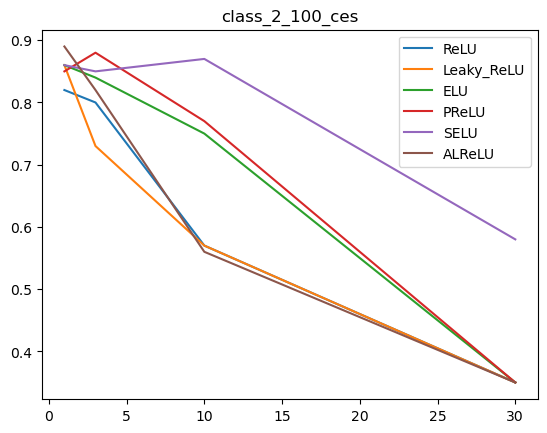 class_2_100_ces
ReLU
Leaky_ReLU
ELU
PReLU
SELU
ALReLU
0.9
0.8
0.7
0.6
0.5
0.4
0 5 10 15 20 25 30